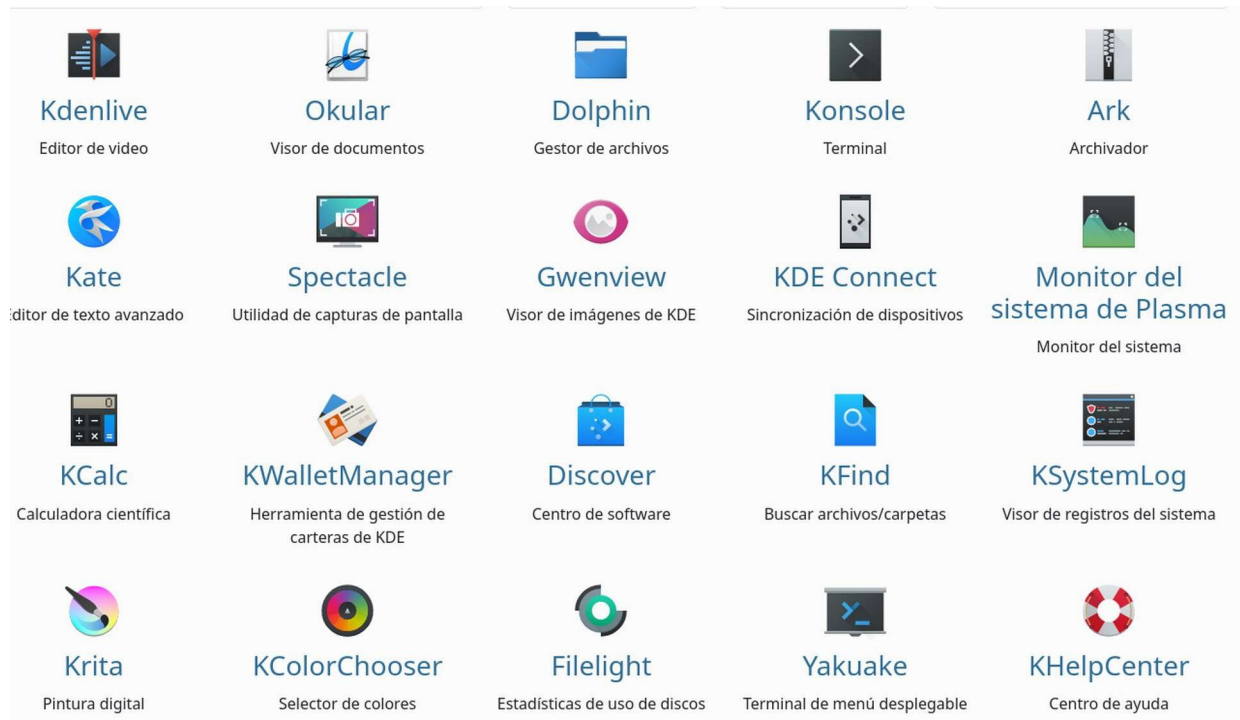 Kdenlive
Editor de video
Okular
Visor de documentos
Dolphin
Gestor de archivos
Konsole
Terminal
Ark
Archivador
Kate
Editor de texto avanzado
Spectacle
Utilidad de capturas de pantalla
Gwenview
Visor de imágenes de KDE
KDE Connect
Sincronización de dispositivos
Monitor del
sistema de Plasma
Monitor del sistema
KCalc
Calculadora científica
KWalletManager
Herramienta de gestión de
carteras de KDE
Discover
Centro de software
KFind
Buscar archivos/carpetas
KSystemLog
Visor de registros del sistema
Krita
Pintura digital
KColorChooser
Selector de colores
Filelight
Estadísticas de uso de discos
Yakuake
Terminal de menú desplegable
KHelpCenter
Centro de ayuda